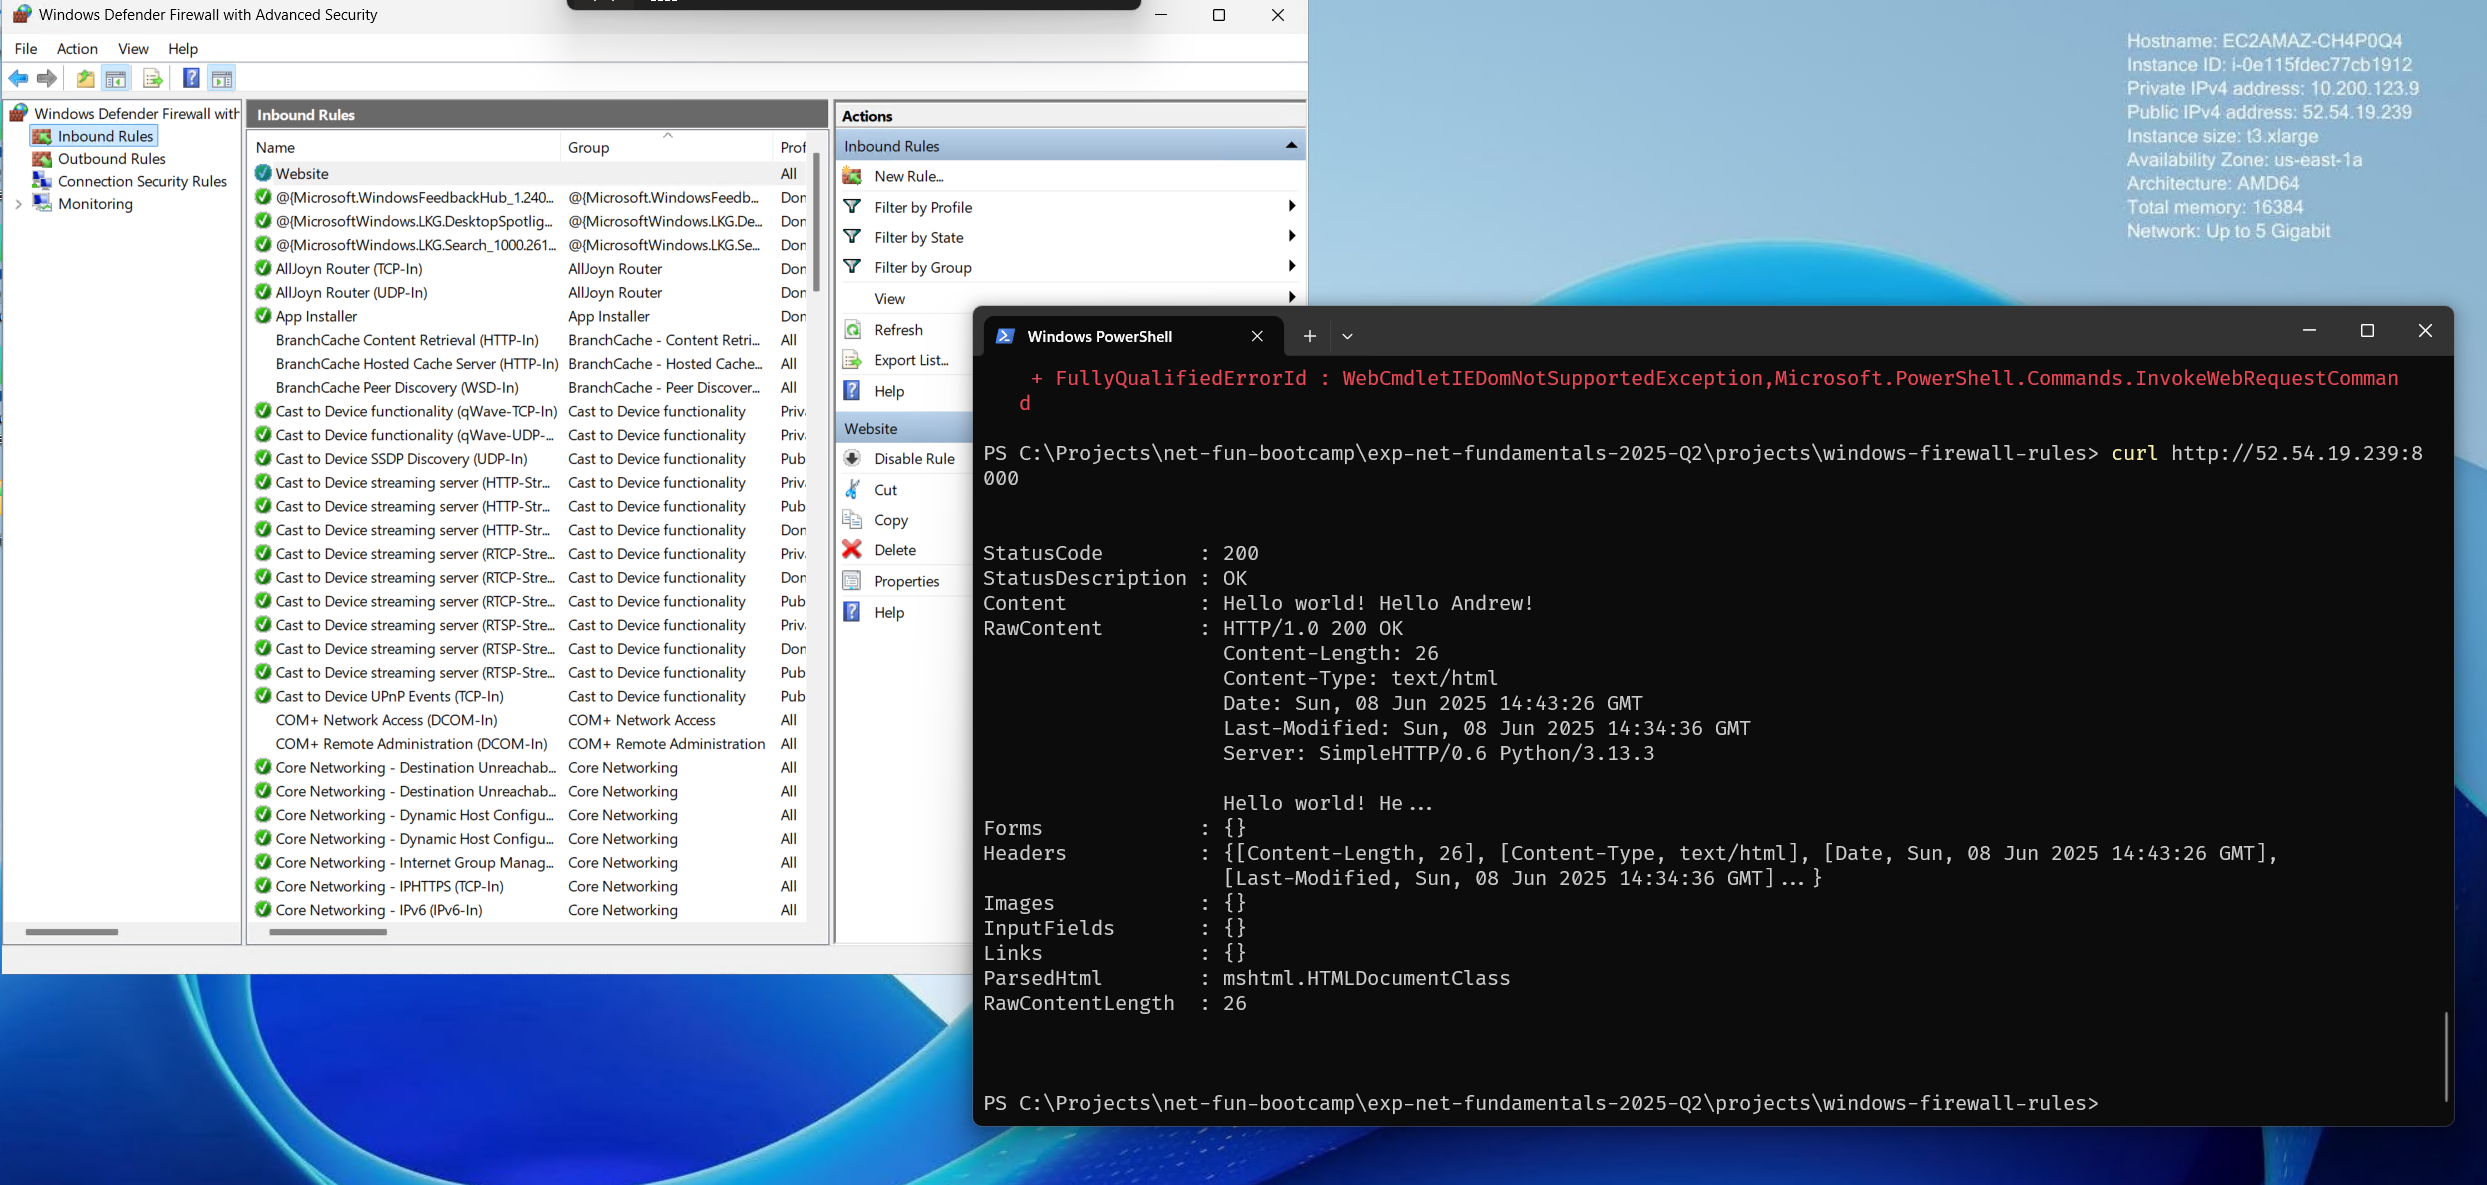 Windows Defender Firewall with Advanced Security
File Action View Help
Windows Defender Firewall with
Inbound Rules
Outbound Rules
Connection Security Rules
Monitoring
Inbound Rules
Name Group Prof
Website All
@{Microsoft.WindowsFeedbackHub_1.240... @{Microsoft.WindowsFeedb... Don
@{MicrosoftWindows.LKG.DesktopSpotlig... @{MicrosoftWindows.LKG.De... Don
@{MicrosoftWindows.LKG.Search_1000.261... @{MicrosoftWindows.LKG.Se... Don
AllJoyn Router (TCP-In) AllJoyn Router Don
AllJoyn Router (UDP-In) AllJoyn Router Don
App Installer App Installer Don
BranchCache Content Retrieval (HTTP-In) BranchCache - Content Retri... All
BranchCache Hosted Cache Server (HTTP-In) BranchCache - Hosted Cache... All
BranchCache Peer Discovery (WSD-In) BranchCache - Peer Discover... All
Cast to Device functionality (qWave-TCP-In) Cast to Device functionality Priv
Cast to Device functionality (qWave-UDP-... Cast to Device functionality Priv
Cast to Device SSDP Discovery (UDP-In) Cast to Device functionality Pub
Cast to Device streaming server (HTTP-Str... Cast to Device functionality Priv
Cast to Device streaming server (HTTP-Str... Cast to Device functionality Pub
Cast to Device streaming server (HTTP-Str... Cast to Device functionality Don
Cast to Device streaming server (RTCP-Stre... Cast to Device functionality Priv
Cast to Device streaming server (RTCP-Stre... Cast to Device functionality Don
Cast to Device streaming server (RTCP-Stre... Cast to Device functionality Pub
Cast to Device streaming server (RTSP-Stre... Cast to Device functionality Priv
Cast to Device streaming server (RTSP-Stre... Cast to Device functionality Don
Cast to Device streaming server (RTSP-Stre... Cast to Device functionality Pub
Cast to Device UPnP Events (TCP-In) Cast to Device functionality Pub
COM+ Network Access (DCOM-In) COM+ Network Access All
COM+ Remote Administration (DCOM-In) COM+ Remote Administration All
Core Networking - Destination Unreachab... Core Networking All
Core Networking - Destination Unreachab... Core Networking All
Core Networking - Dynamic Host Configu... Core Networking All
Core Networking - Dynamic Host Configu... Core Networking All
Core Networking - Internet Group Manag... Core Networking All
Core Networking - IPHTTPS (TCP-In) Core Networking All
Core Networking - IPv6 (IPv6-In) Core Networking All
Actions
Inbound Rules
New Rule...
Filter by Profile
Filter by State
Filter by Group
View
Refresh
Export List...
Help
Website
Disable Rule
Cut
Copy
Delete
Properties
Help
Hostname: EC2AMAZ-CH4P0Q4
Instance ID: i-0e115fdec77cb1912
Private IPv4 address: 10.200.123.9
Public IPv4 address: 52.54.19.239
Instance size: t3.xlarge
Availability Zone: us-east-1a
Architecture: AMD64
Total memory: 16384
Network: Up to 5 Gigabit
Windows PowerShell
+ FullyQualifiedErrorId : WebCmdletIEDomNotSupportedException,Microsoft.PowerShell.Commands.InvokeWebRequestComman
d
PS C:\Projects\net-fun-bootcamp\exp-net-fundamentals-2025-Q2\projects\windows-firewall-rules> curl http://52.54.19.239:8
000
StatusCode : 200
StatusDescription : OK
Content : Hello world! Hello Andrew!
RawContent : HTTP/1.0 200 OK
Content-Length: 26
Content-Type: text/html
Date: Sun, 08 Jun 2025 14:43:26 GMT
Last-Modified: Sun, 08 Jun 2025 14:34:36 GMT
Server: SimpleHTTP/0.6 Python/3.13.3
Hello world! He...
Forms : {}
Headers : {[Content-Length, 26], [Content-Type, text/html], [Date, Sun, 08 Jun 2025 14:43:26 GMT],
[Last-Modified, Sun, 08 Jun 2025 14:34:36 GMT]...}
Images : {}
InputFields : {}
Links : {}
ParsedHtml : mshtml.HTMLDocumentClass
RawContentLength : 26
PS C:\Projects\net-fun-bootcamp\exp-net-fundamentals-2025-Q2\projects\windows-firewall-rules>